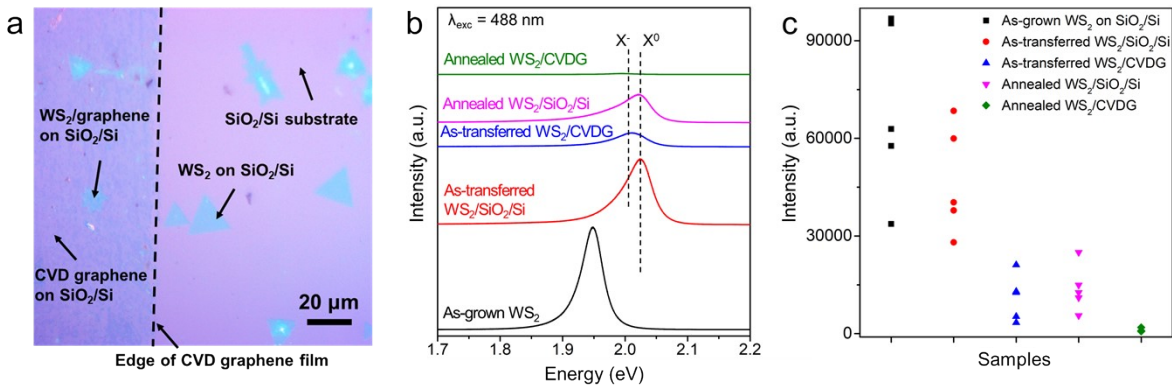 a
WS₂/graphene
on SiO₂/Si
SiO₂/Si substrate
WS₂ on SiO₂/Si
CVD graphene
on SiO₂/Si
20 μm
Edge of CVD graphene film
b
λexc = 488 nm
X⁻ X⁰
Annealed WS₂/CVDG
Annealed WS₂/SiO₂/Si
As-transferred WS₂/CVDG
As-transferred
WS₂/SiO₂/Si
As-grown WS₂
Intensity (a.u.)
1.7 1.8 1.9 2.0 2.1 2.2
Energy (eV)
c
As-grown WS₂ on SiO₂/Si
As-transferred WS₂/SiO₂/Si
As-transferred WS₂/CVDG
Annealed WS₂/SiO₂/Si
Annealed WS₂/CVDG
90000
60000
30000
0
Intensity (a.u.)
Samples